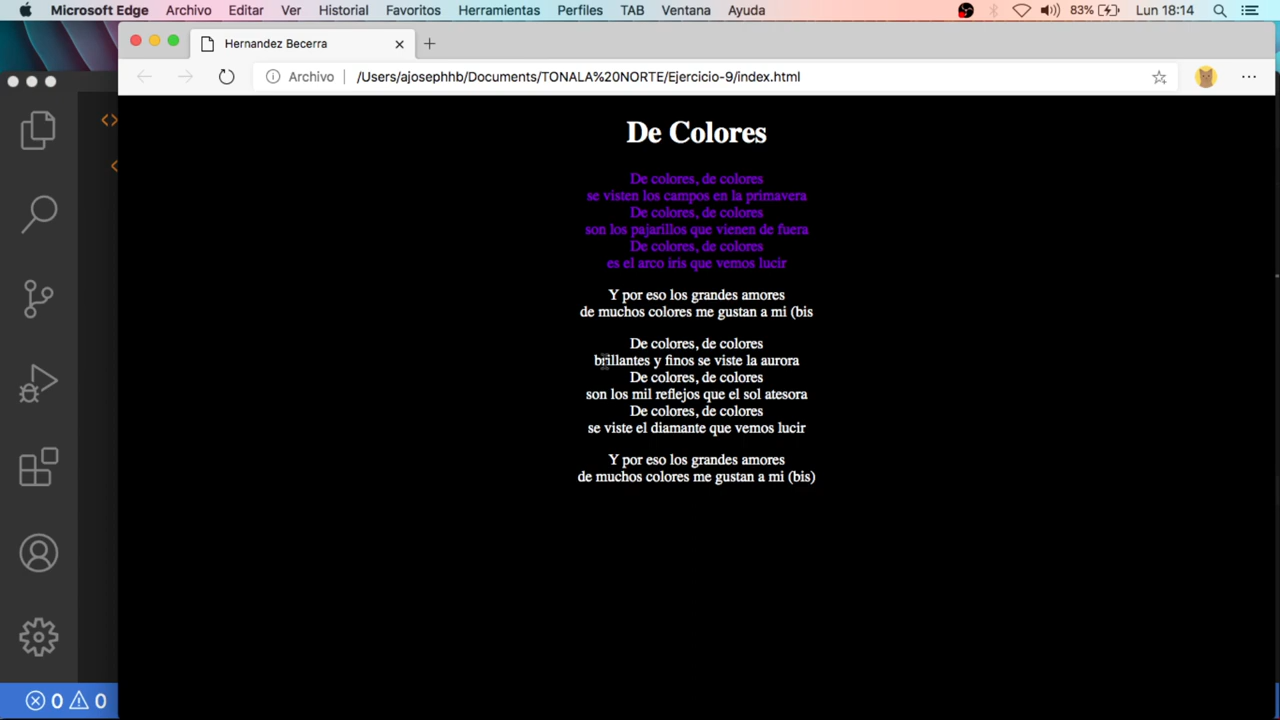 Microsoft Edge Archivo Editar Ver Historial Favoritos Herramientas Perfiles TAB Ventana Ayuda 83% Lun 18:14
Hernandez Becerra
Archivo /Users/ajosephhb/Documents/TONALA%20NORTE/Ejercicio-9/index.html
De Colores
De colores, de colores
se visten los campos en la primavera
De colores, de colores
son los pajarillos que vienen de fuera
De colores, de colores
es el arco iris que vemos lucir
Y por eso los grandes amores
de muchos colores me gustan a mi (bis
De colores, de colores
brillantes y finos se viste la aurora
De colores, de colores
son los mil reflejos que el sol atesora
De colores, de colores
se viste el diamante que vemos lucir
Y por eso los grandes amores
de muchos colores me gustan a mi (bis)
0 0